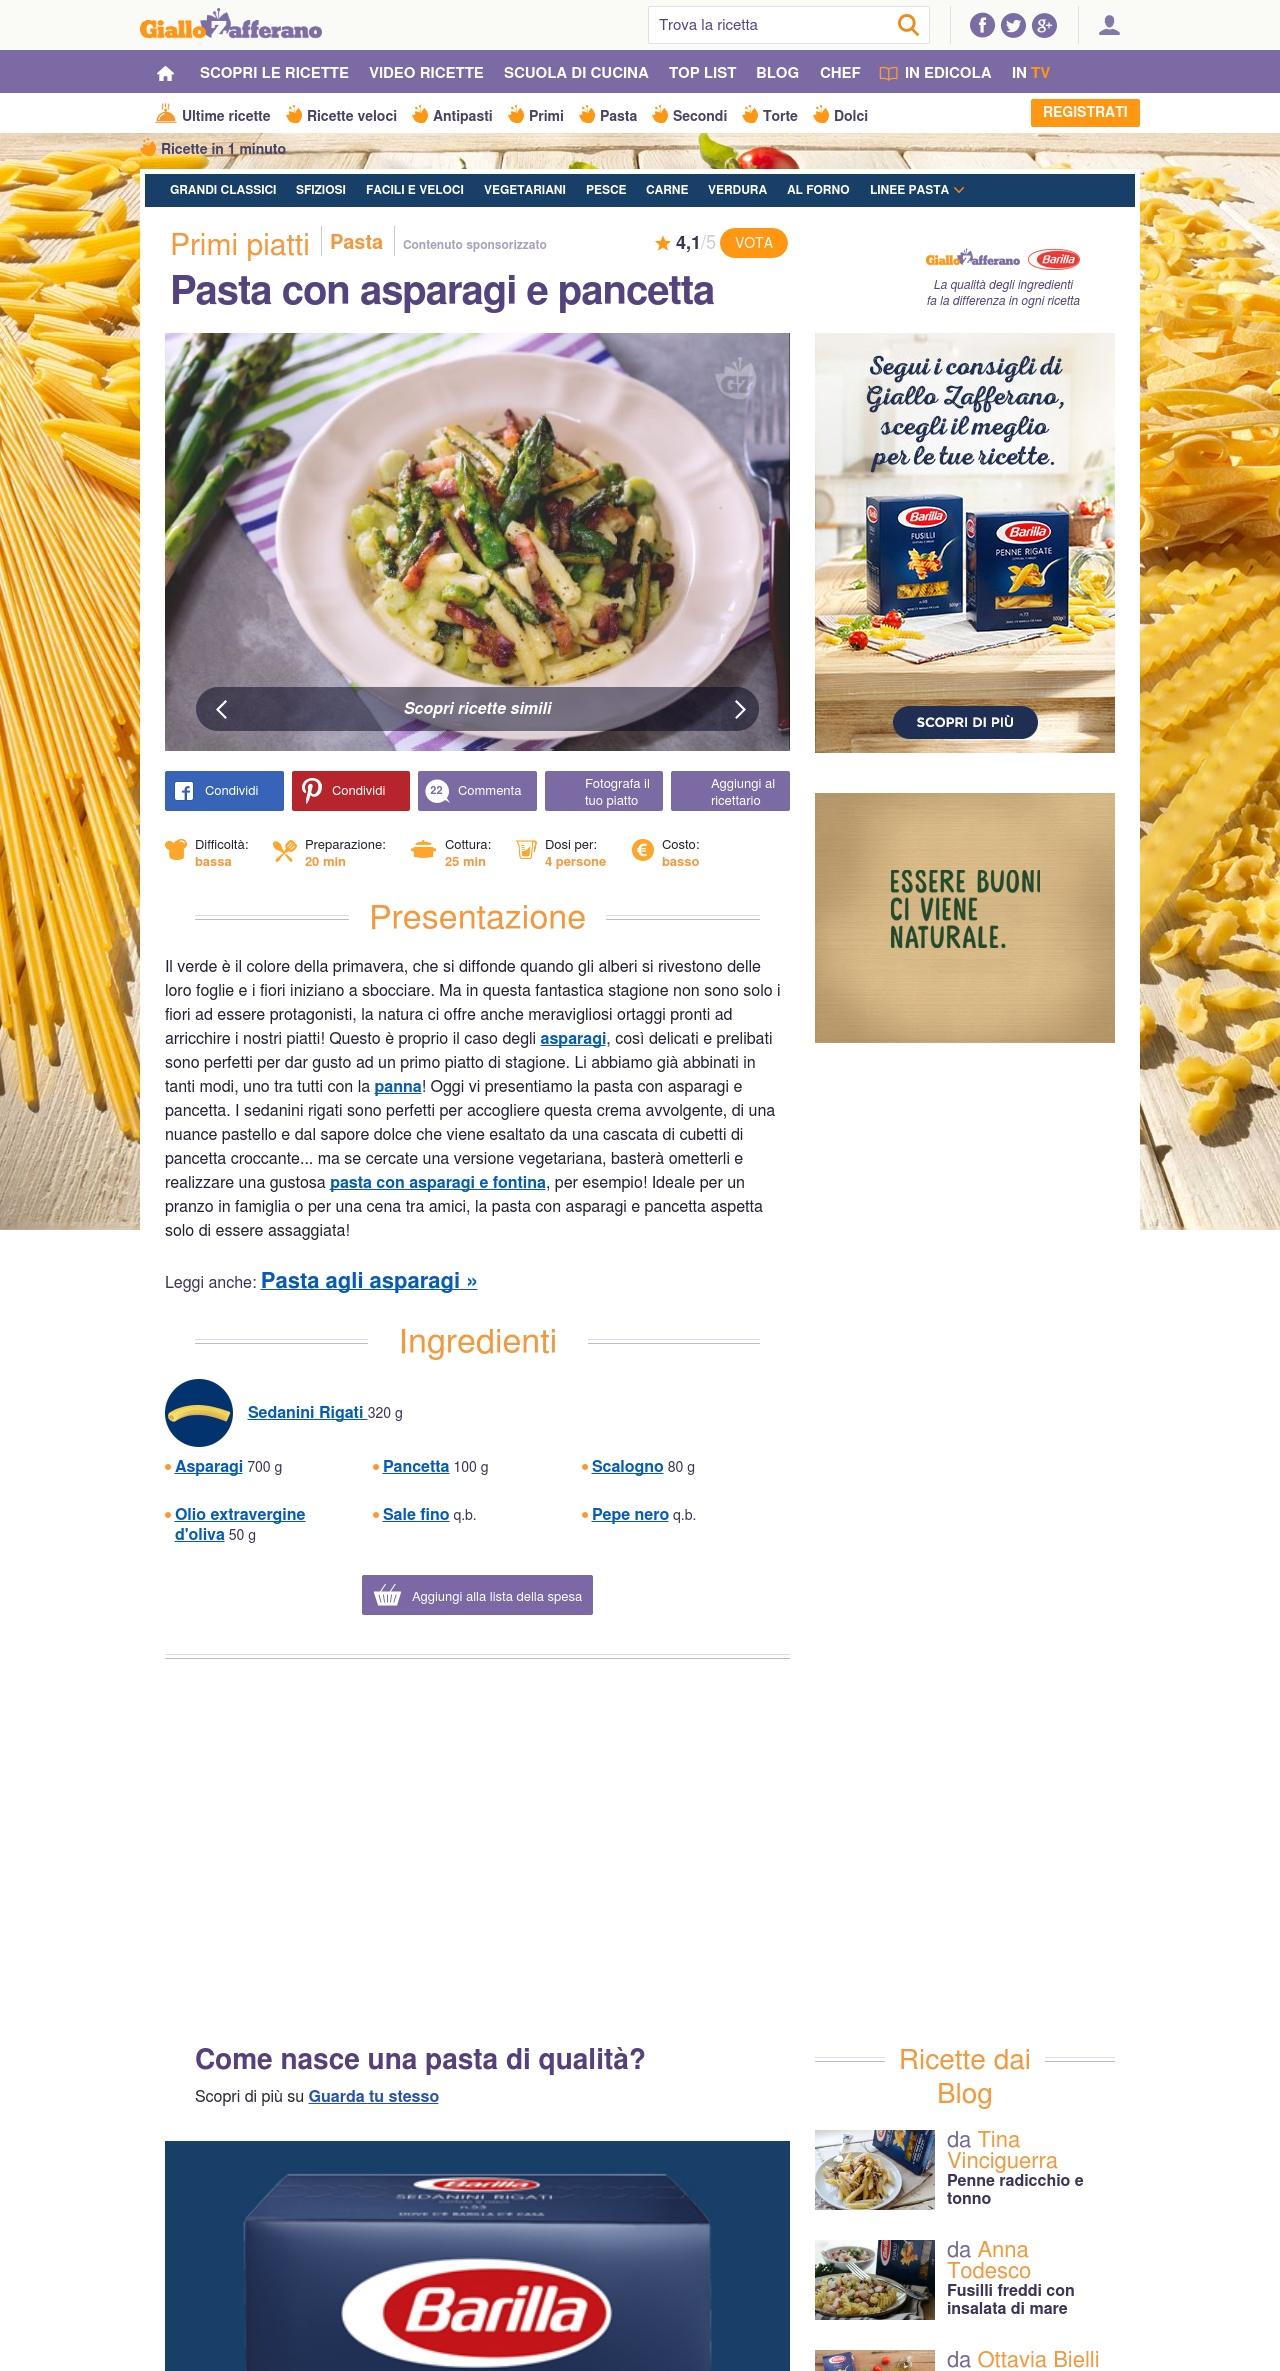 GialloZafferano
Trova la ricetta
SCOPRI LE RICETTE VIDEO RICETTE SCUOLA DI CUCINA TOP LIST BLOG CHEF IN EDICOLA IN TV
Ultime ricette Ricette veloci Antipasti Primi Pasta Secondi Torte Dolci
REGISTRATI
Ricette in 1 minuto
GRANDI CLASSICI SFIZIOSI FACILI E VELOCI VEGETARIANI PESCE CARNE VERDURA AL FORNO LINEE PASTA
Primi piatti Pasta Contenuto sponsorizzato
4,1/5 VOTA
Pasta con asparagi e pancetta
GialloZafferano Barilla
La qualità degli ingredienti
fa la differenza in ogni ricetta
GZ
Scopri ricette simili
Segui i consigli di
Giallo Zafferano,
scegli il meglio
per le tue ricette.
Barilla
FUSILLI
Barilla
PENNE RIGATE
SCOPRI DI PIÙ
Condividi
Condividi
22 Commenta
Fotografa il
tuo piatto
Aggiungi al
ricettario
Difficoltà:
bassa
Preparazione:
20 min
Cottura:
25 min
Dosi per:
4 persone
Costo:
basso
ESSERE BUONI
CI VIENE
NATURALE.
Presentazione
Il verde è il colore della primavera, che si diffonde quando gli alberi si rivestono delle
loro foglie e i fiori iniziano a sbocciare. Ma in questa fantastica stagione non sono solo i
fiori ad essere protagonisti, la natura ci offre anche meravigliosi ortaggi pronti ad
arricchire i nostri piatti! Questo è proprio il caso degli asparagi, così delicati e prelibati
sono perfetti per dar gusto ad un primo piatto di stagione. Li abbiamo già abbinati in
tanti modi, uno tra tutti con la panna! Oggi vi presentiamo la pasta con asparagi e
pancetta. I sedanini rigati sono perfetti per accogliere questa crema avvolgente, di una
nuance pastello e dal sapore dolce che viene esaltato da una cascata di cubetti di
pancetta croccante... ma se cercate una versione vegetariana, basterà ometterli e
realizzare una gustosa pasta con asparagi e fontina, per esempio! Ideale per un
pranzo in famiglia o per una cena tra amici, la pasta con asparagi e pancetta aspetta
solo di essere assaggiata!
Leggi anche: Pasta agli asparagi »
Ingredienti
Sedanini Rigati 320 g
Asparagi 700 g
Pancetta 100 g
Scalogno 80 g
Olio extravergine
d'oliva 50 g
Sale fino q.b.
Pepe nero q.b.
Aggiungi alla lista della spesa
Come nasce una pasta di qualità?
Scopri di più su Guarda tu stesso
Barilla
SEDANINI RIGATI
n.53
DOVE C'È BARILLA C'È CASA
Barilla
Ricette dai
Blog
da Tina
Vinciguerra
Penne radicchio e
tonno
da Anna
Todesco
Fusilli freddi con
insalata di mare
da Ottavia Bielli